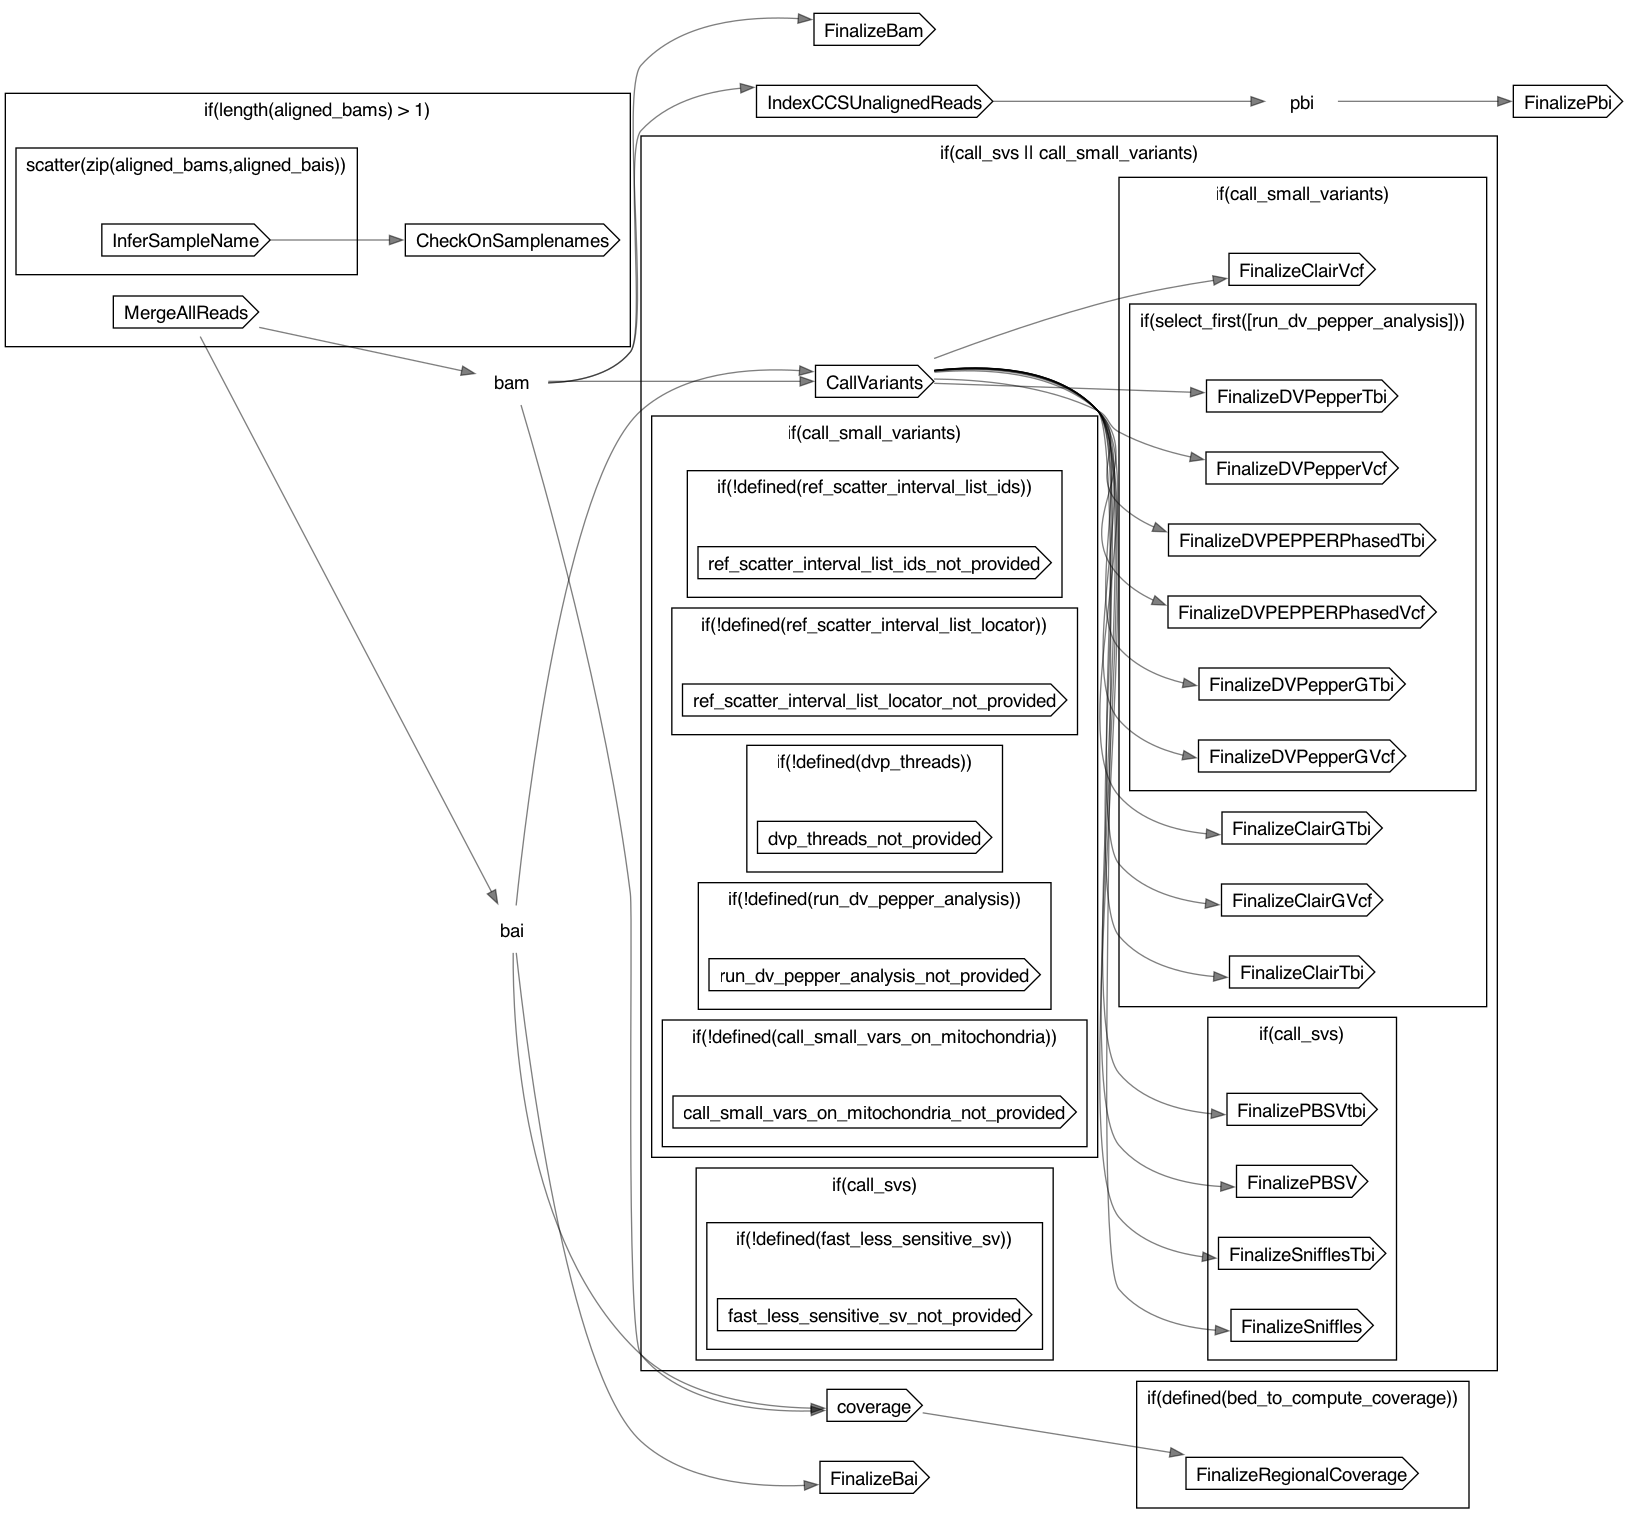 FinalizeBam
IndexCCSUnalignedReads
pbi
FinalizePbi
if(length(aligned_bams) > 1)
scatter(zip(aligned_bams,aligned_bais))
InferSampleName
CheckOnSamplenames
MergeAllReads
bam
bai
if(call_svs || call_small_variants)
CallVariants
if(call_small_variants)
if(!defined(ref_scatter_interval_list_ids))
ref_scatter_interval_list_ids_not_provided
if(!defined(ref_scatter_interval_list_locator))
ref_scatter_interval_list_locator_not_provided
if(!defined(dvp_threads))
dvp_threads_not_provided
if(!defined(run_dv_pepper_analysis))
run_dv_pepper_analysis_not_provided
if(!defined(call_small_vars_on_mitochondria))
call_small_vars_on_mitochondria_not_provided
if(call_svs)
if(!defined(fast_less_sensitive_sv))
fast_less_sensitive_sv_not_provided
if(call_small_variants)
FinalizeClairVcf
if(select_first([run_dv_pepper_analysis]))
FinalizeDVPepperTbi
FinalizeDVPepperVcf
FinalizeDVPEPPERPhasedTbi
FinalizeDVPEPPERPhasedVcf
FinalizeDVPepperGTbi
FinalizeDVPepperGVcf
FinalizeClairGTbi
FinalizeClairGVcf
FinalizeClairTbi
if(call_svs)
FinalizePBSVtbi
FinalizePBSV
FinalizeSnifflesTbi
FinalizeSniffles
coverage
if(defined(bed_to_compute_coverage))
FinalizeRegionalCoverage
FinalizeBai